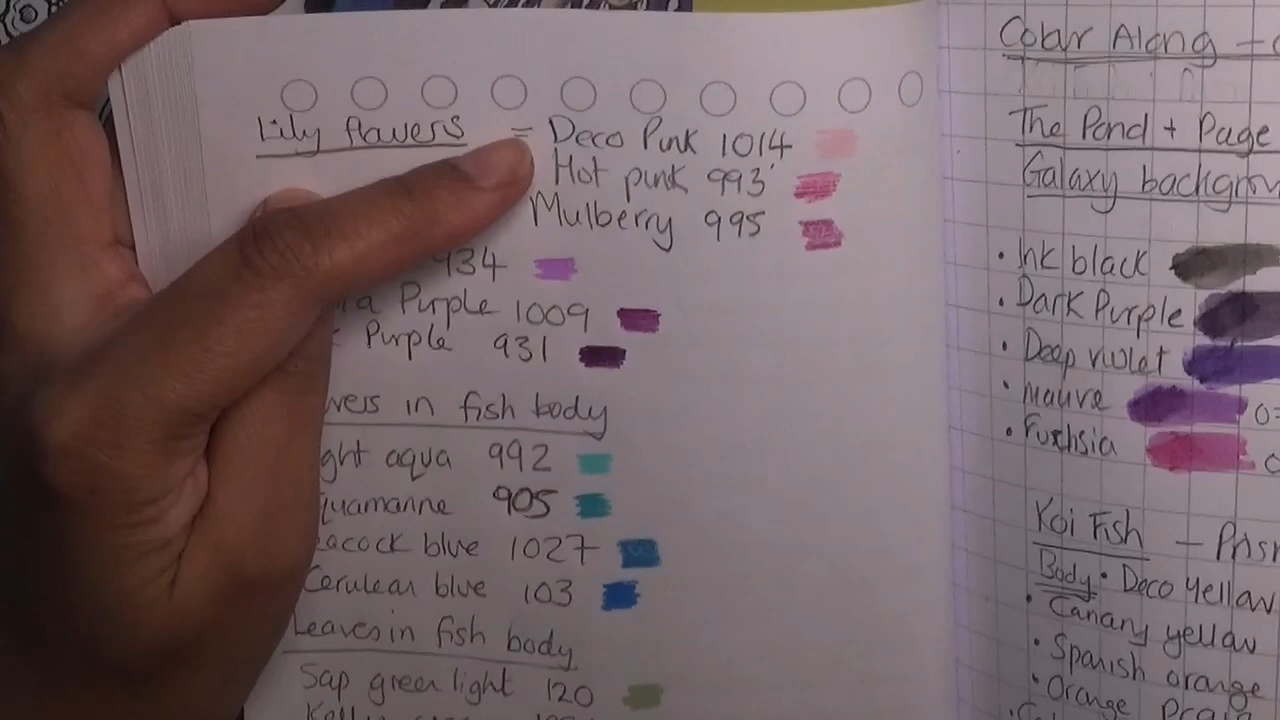 Lily flowers = Deco Pink 1014
Hot pink 993
Mulberry 995
934
Purple 1009
Purple 931
in fish body
aqua 992
905
blue 1027
Cerulean blue 103
Leaves in fish body
Sap green light 120
Color Along -
The Pond + Page
Galaxy
• Ink black
• Dark Purple
• Deep violet
• Mauve
• Fuchsia
Koi Fish -
Body • Deco Yellow
• Canary yellow
• Spanish orange
• Orange